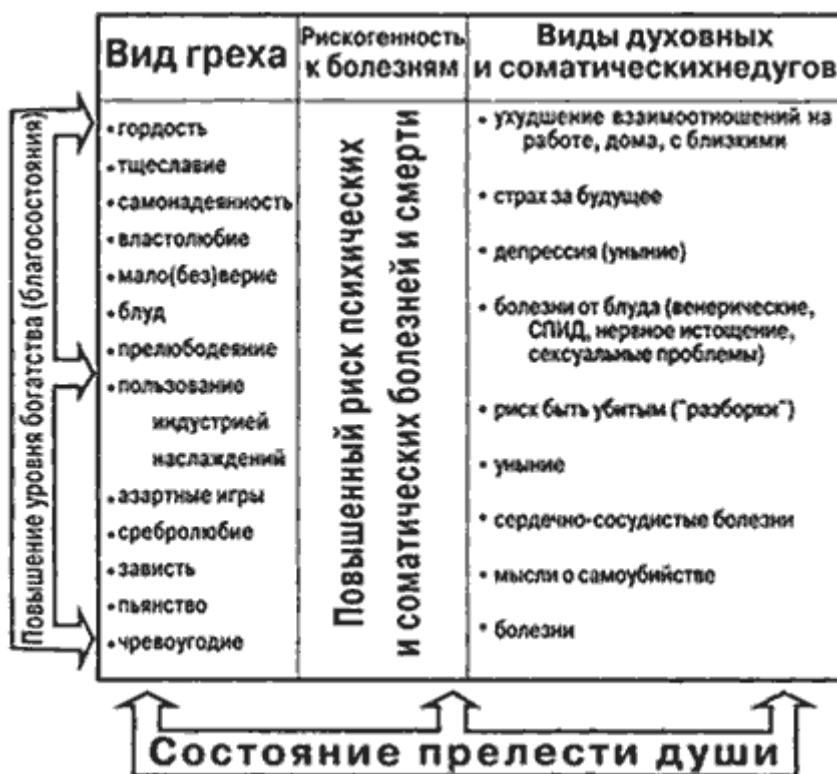 Вид греха
Рискогенность
к болезням
Виды духовных
и соматическихнедугов
Повышение уровня богатства (благосостояния)
• гордость
• тщеславие
• самонадеянность
• властолюбие
• мало(без)верие
• блуд
• прелюбодеяние
• пользование
индустрией
наслаждений
• азартные игры
• сребролюбие
• зависть
• пьянство
• чревоугодие
Повышенный риск психических
и соматических болезней и смерти
• ухудшение взаимоотношений на
работе, дома, с близкими
• страх за будущее
• депрессия (уныние)
• болезни от блуда (венерические,
СПИД, нервное истощение,
сексуальные проблемы)
• риск быть убитым ("разборки")
• уныние
• сердечно-сосудистые болезни
• мысли о самоубийстве
• болезни
Состояние прелести души